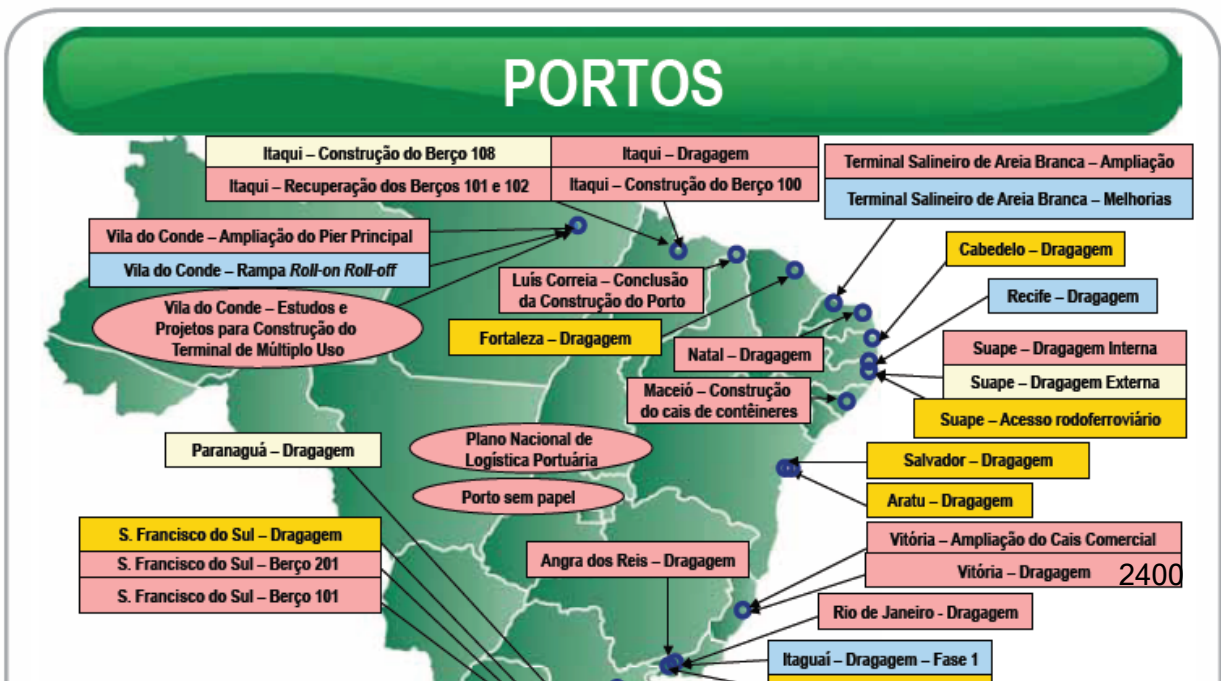 PORTOS
Itaqui – Construção do Berço 108
Itaqui – Dragagem
Itaqui – Recuperação dos Berços 101 e 102
Itaqui – Construção do Berço 100
Terminal Salineiro de Areia Branca – Ampliação
Terminal Salineiro de Areia Branca – Melhorias
Vila do Conde – Ampliação do Pier Principal
Vila do Conde – Rampa Roll-on Roll-off
Vila do Conde – Estudos e
Projetos para Construção do
Terminal de Múltiplo Uso
Luís Correia – Conclusão
da Construção do Porto
Cabedelo – Dragagem
Recife – Dragagem
Fortaleza – Dragagem
Natal – Dragagem
Suape – Dragagem Interna
Suape – Dragagem Externa
Suape – Acesso rodoferroviário
Maceió – Construção
do cais de contêineres
Paranaguá – Dragagem
Plano Nacional de
Logística Portuária
Porto sem papel
Salvador – Dragagem
Aratu – Dragagem
S. Francisco do Sul – Dragagem
S. Francisco do Sul – Berço 201
S. Francisco do Sul – Berço 101
Angra dos Reis – Dragagem
Vitória – Ampliação do Cais Comercial
Vitória – Dragagem
2400
Rio de Janeiro - Dragagem
Itaguaí – Dragagem – Fase 1